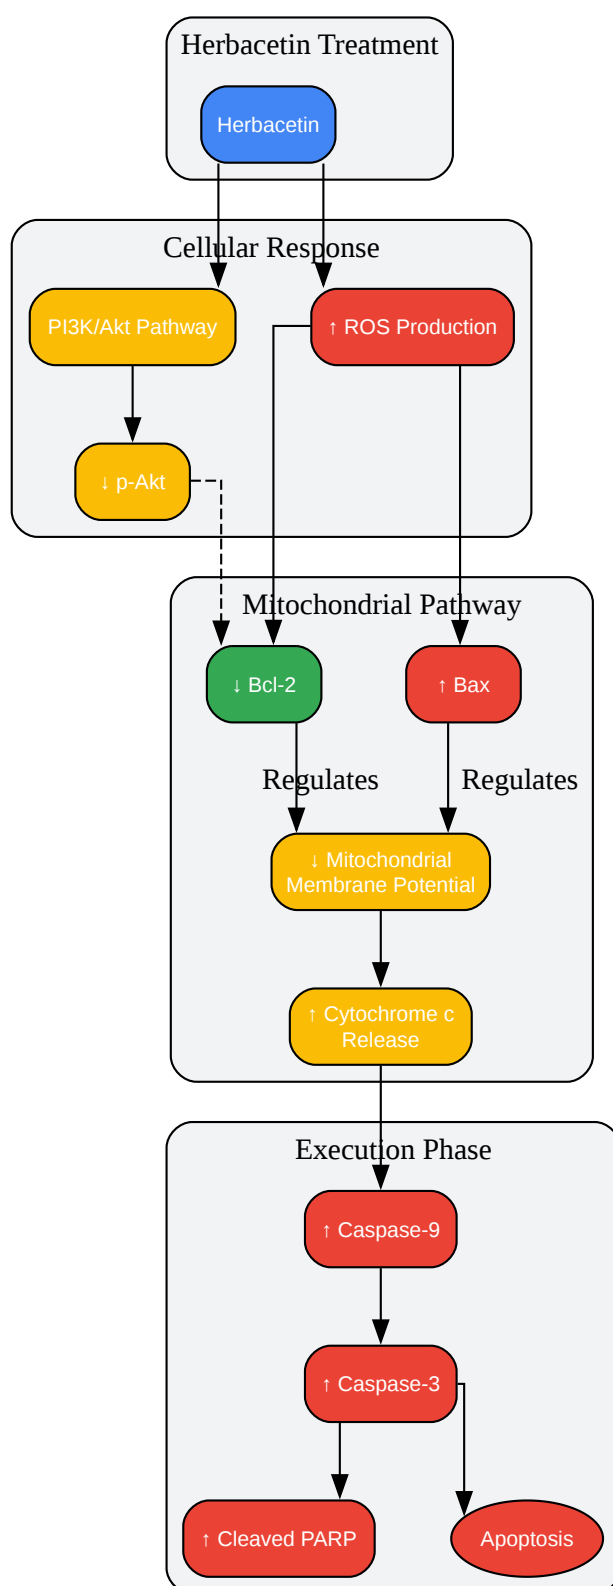 Herbacetin Treatment
Herbacetin
Cellular Response
PI3K/Akt Pathway
↑ ROS Production
↓ p-Akt
Mitochondrial Pathway
↓ Bcl-2
↑ Bax
Regulates
Regulates
↓ Mitochondrial
Membrane Potential
↑ Cytochrome c
Release
Execution Phase
↑ Caspase-9
↑ Caspase-3
↑ Cleaved PARP
Apoptosis